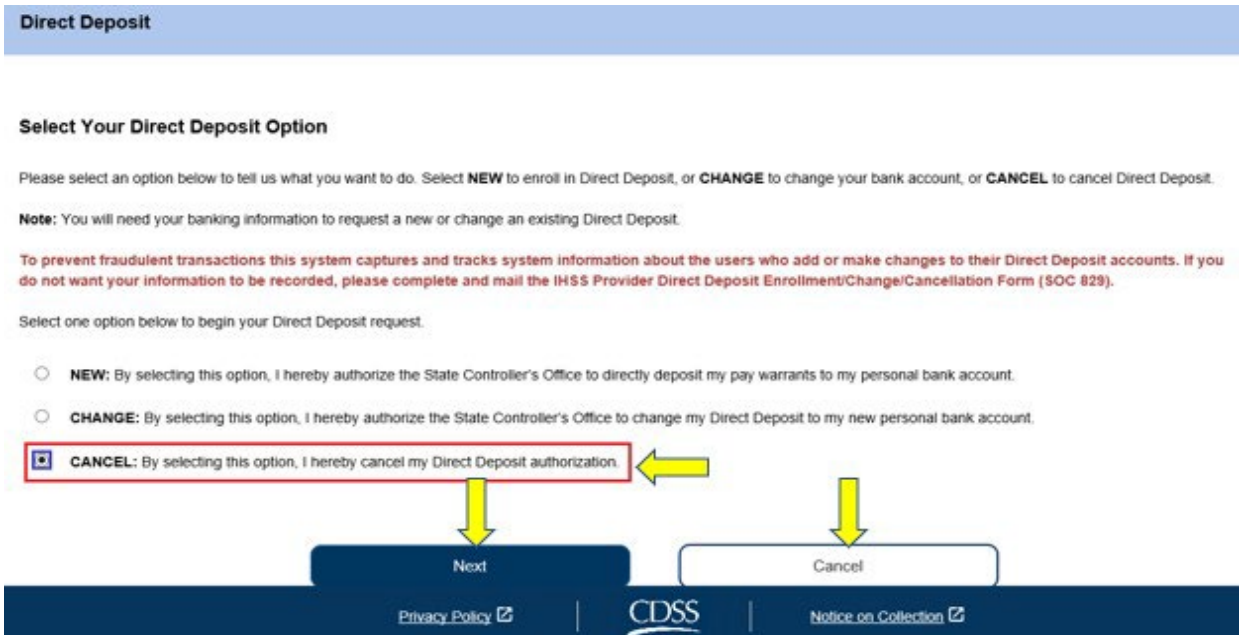 Direct Deposit
Select Your Direct Deposit Option
Please select an option below to tell us what you want to do. Select NEW to enroll in Direct Deposit, or CHANGE to change your bank account, or CANCEL to cancel Direct Deposit.
Note: You will need your banking information to request a new or change an existing Direct Deposit.
To prevent fraudulent transactions this system captures and tracks system information about the users who add or make changes to their Direct Deposit accounts. If you
do not want your information to be recorded, please complete and mail the IHSS Provider Direct Deposit Enrollment/Change/Cancellation Form (SOC 829).
Select one option below to begin your Direct Deposit request.
NEW: By selecting this option, I hereby authorize the State Controller's Office to directly deposit my pay warrants to my personal bank account.
CHANGE: By selecting this option, I hereby authorize the State Controller's Office to change my Direct Deposit to my new personal bank account.
CANCEL: By selecting this option, I hereby cancel my Direct Deposit authorization.
Next Cancel
Privacy Policy CDSS Notice on Collection